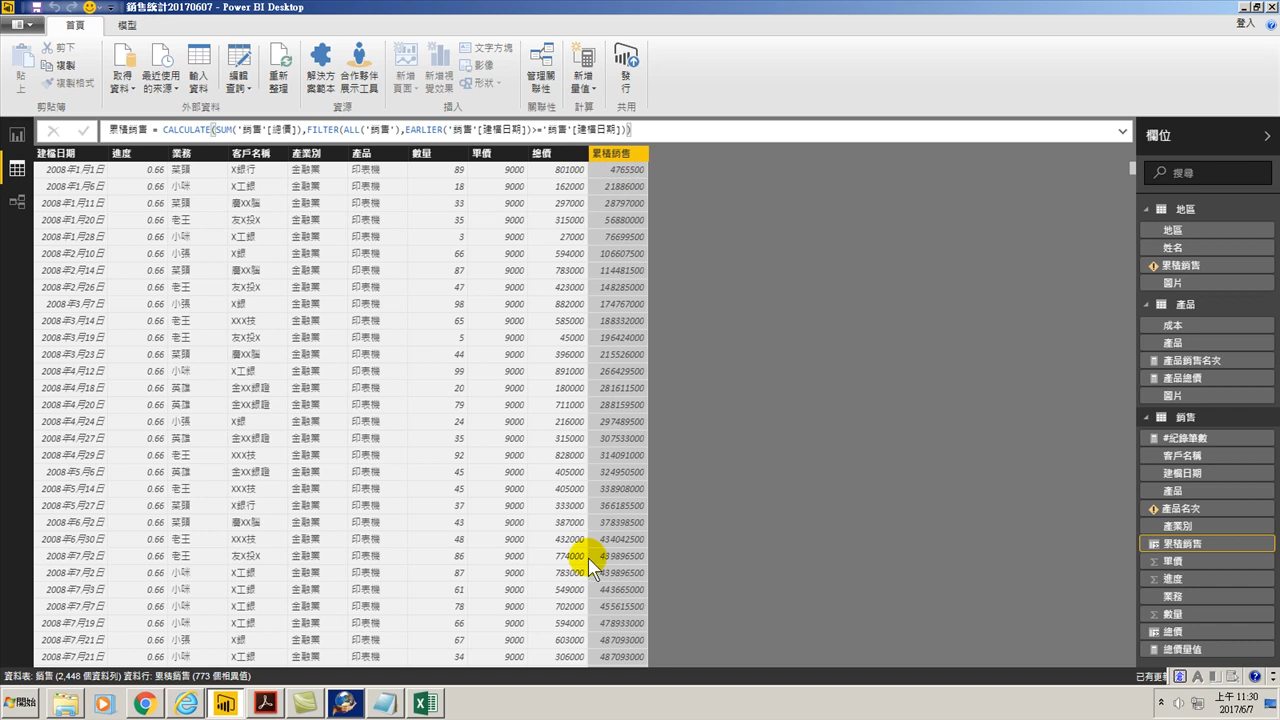 銷售統計20170607 - Power BI Desktop
首頁 模型 登入
貼上 剪下 複製 複製格式 取得資料 最近使用的來源 輸入資料 編輯查詢 重新整理 解決方案範本 合作夥伴展示工具 新增頁面 新增視覺效果 文字方塊 影像 形狀 管理關聯性 新增量值 發行
剪貼簿 外部資料 資源 插入 關聯性 計算 共用
累積銷售 = CALCULATE(SUM('銷售'[總價]),FILTER(ALL('銷售'),EARLIER('銷售'[建檔日期])>='銷售'[建檔日期]))
建檔日期 進度 業務 客戶名稱 產業別 產品 數量 單價 總價 累積銷售
2008年1月1日 0.66 菜頭 X銀行 金融業 印表機 89 9000 801000 4765500
2008年1月6日 0.66 小咪 X工銀 金融業 印表機 18 9000 162000 21886000
2008年1月11日 0.66 菜頭 磨XX腦 金融業 印表機 33 9000 297000 28797000
2008年1月20日 0.66 老王 友X投X 金融業 印表機 35 9000 315000 56880000
2008年1月28日 0.66 小咪 X工銀 金融業 印表機 3 9000 27000 76699500
2008年2月10日 0.66 小張 X銀 金融業 印表機 66 9000 594000 106607500
2008年2月14日 0.66 菜頭 磨XX腦 金融業 印表機 87 9000 783000 114481500
2008年2月26日 0.66 老王 友X投X 金融業 印表機 47 9000 423000 148285000
2008年3月7日 0.66 小張 X銀 金融業 印表機 98 9000 882000 174767000
2008年3月14日 0.66 老王 XXX技 金融業 印表機 65 9000 585000 188332000
2008年3月19日 0.66 老王 友X投X 金融業 印表機 5 9000 45000 196424000
2008年3月23日 0.66 菜頭 磨XX腦 金融業 印表機 44 9000 396000 215526000
2008年4月12日 0.66 小咪 X工銀 金融業 印表機 99 9000 891000 266429500
2008年4月18日 0.66 英雄 金XX銀證 金融業 印表機 20 9000 180000 281611500
2008年4月20日 0.66 英雄 金XX銀證 金融業 印表機 79 9000 711000 288159500
2008年4月24日 0.66 小張 X銀 金融業 印表機 24 9000 216000 297489500
2008年4月27日 0.66 英雄 金XX銀證 金融業 印表機 35 9000 315000 307533000
2008年4月29日 0.66 老王 XXX技 金融業 印表機 92 9000 828000 314091000
2008年5月6日 0.66 英雄 金XX銀證 金融業 印表機 45 9000 405000 324950500
2008年5月14日 0.66 老王 XXX技 金融業 印表機 45 9000 405000 338908000
2008年5月27日 0.66 菜頭 X銀行 金融業 印表機 37 9000 333000 366185500
2008年6月2日 0.66 菜頭 磨XX腦 金融業 印表機 43 9000 387000 378398500
2008年6月30日 0.66 老王 XXX技 金融業 印表機 48 9000 432000 434042500
2008年7月2日 0.66 老王 友X投X 金融業 印表機 86 9000 774000 439896500
2008年7月2日 0.66 小咪 X工銀 金融業 印表機 87 9000 783000 439896500
2008年7月3日 0.66 小咪 X工銀 金融業 印表機 61 9000 549000 443665000
2008年7月7日 0.66 小咪 X工銀 金融業 印表機 78 9000 702000 455615500
2008年7月19日 0.66 小咪 X工銀 金融業 印表機 66 9000 594000 478933000
2008年7月21日 0.66 小張 X銀 金融業 印表機 67 9000 603000 487093000
2008年7月21日 0.66 小咪 X工銀 金融業 印表機 34 9000 306000 487093000
欄位
搜尋
地區
地區
姓名
累積銷售
圖片
產品
成本
產品
產品銷售名次
產品總價
圖片
銷售
#紀錄筆數
客戶名稱
建檔日期
產品
產品名次
產業別
累積銷售
單價
進度
業務
數量
總價
總價量值
資料表: 銷售 (2,448 個資料列) 資料行: 累積銷售 (773 個相異值)
已有更新
開始
上午 11:30
2017/6/7